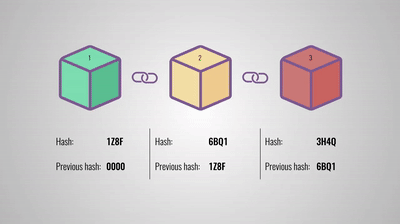 1
2
3
Hash: 1Z8F
Previous hash: 0000
Hash: 6BQ1
Previous hash: 1Z8F
Hash: 3H4Q
Previous hash: 6BQ1